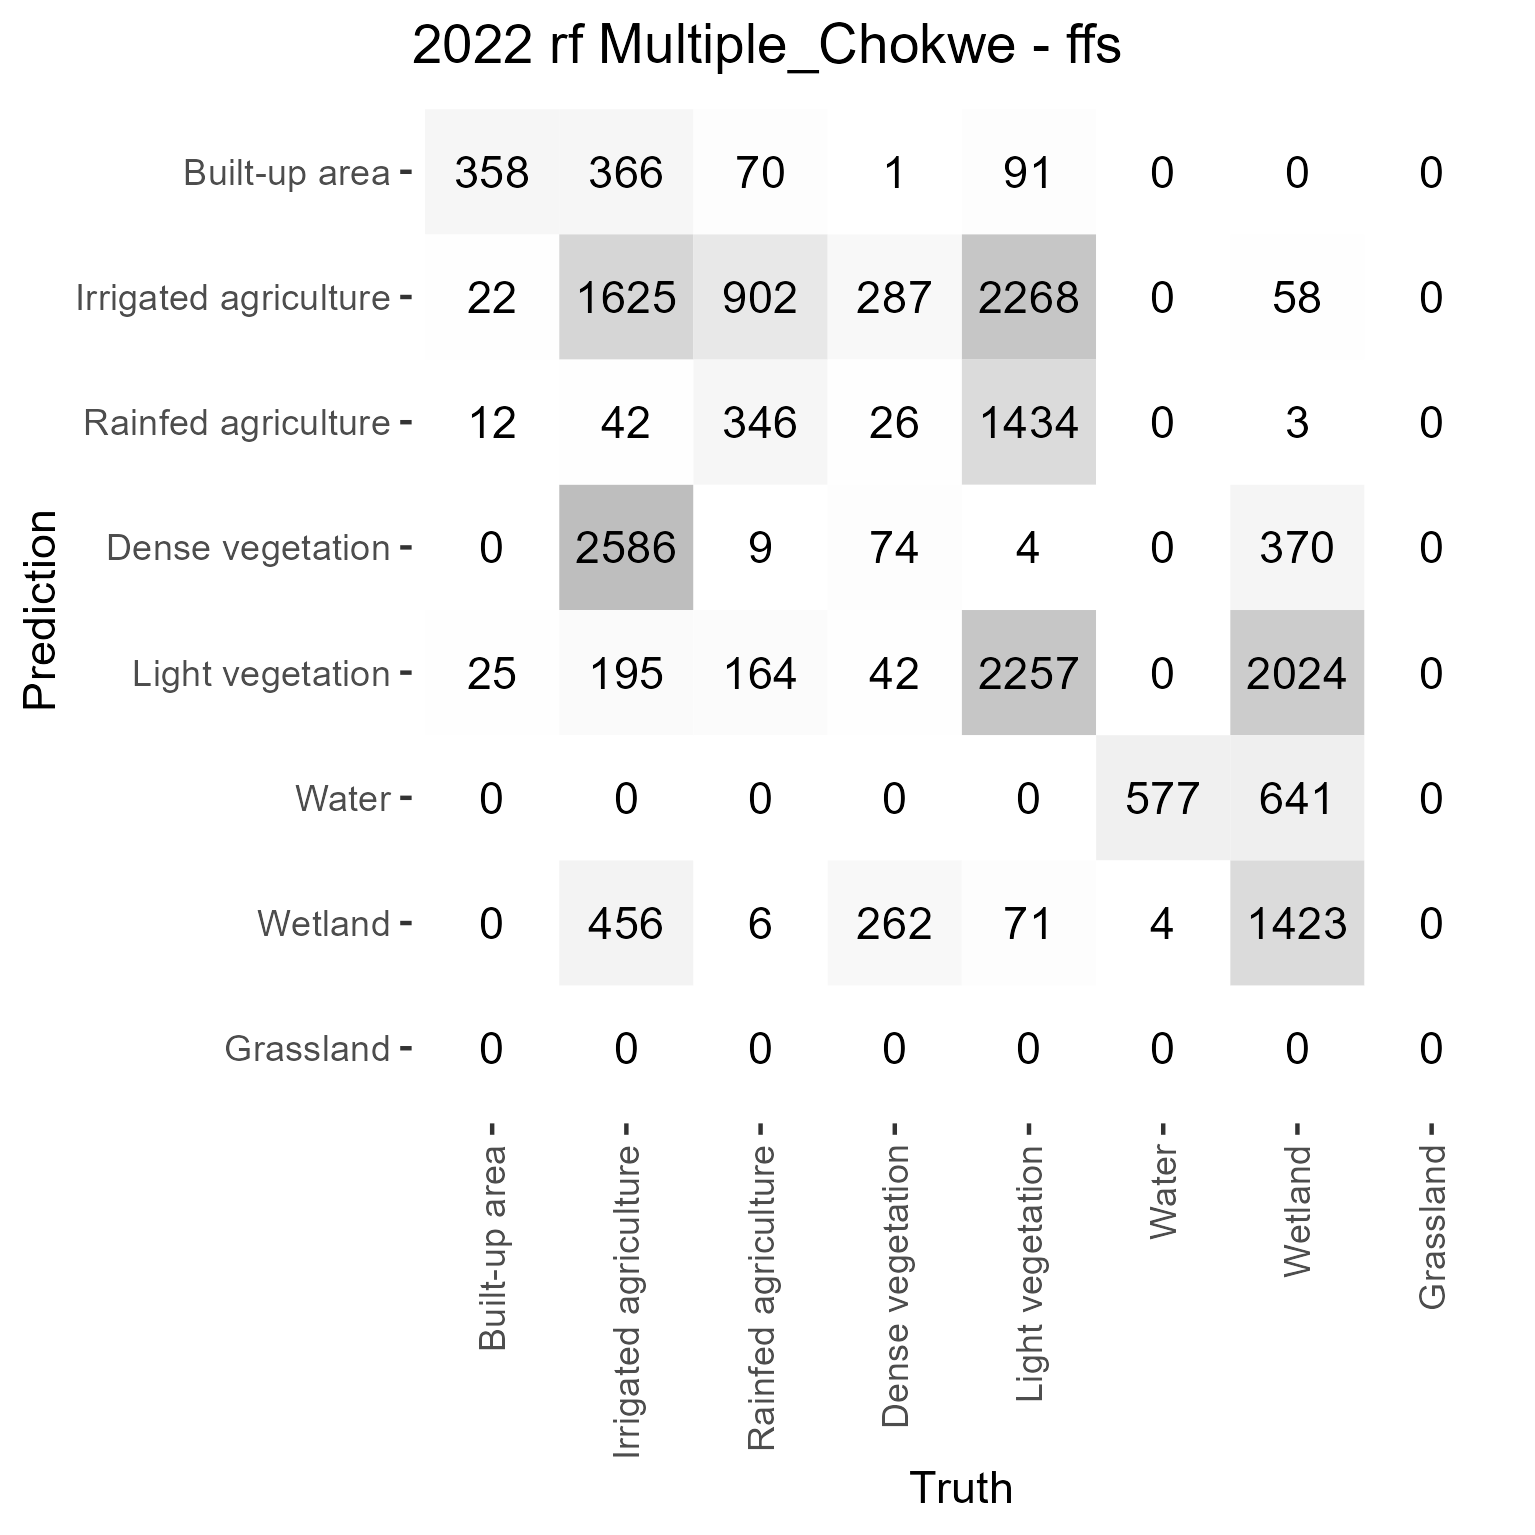 2022 rf Multiple_Chokwe - ffs
Built-up area 358 366 70 1 91 0 0 0
Irrigated agriculture 22 1625 902 287 2268 0 58 0
Rainfed agriculture 12 42 346 26 1434 0 3 0
Dense vegetation 0 2586 9 74 4 0 370 0
Light vegetation 25 195 164 42 2257 0 2024 0
Water 0 0 0 0 0 577 641 0
Wetland 0 456 6 262 71 4 1423 0
Grassland 0 0 0 0 0 0 0 0
Prediction
Built-up area
Irrigated agriculture
Rainfed agriculture
Dense vegetation
Light vegetation
Water
Wetland
Grassland
Truth